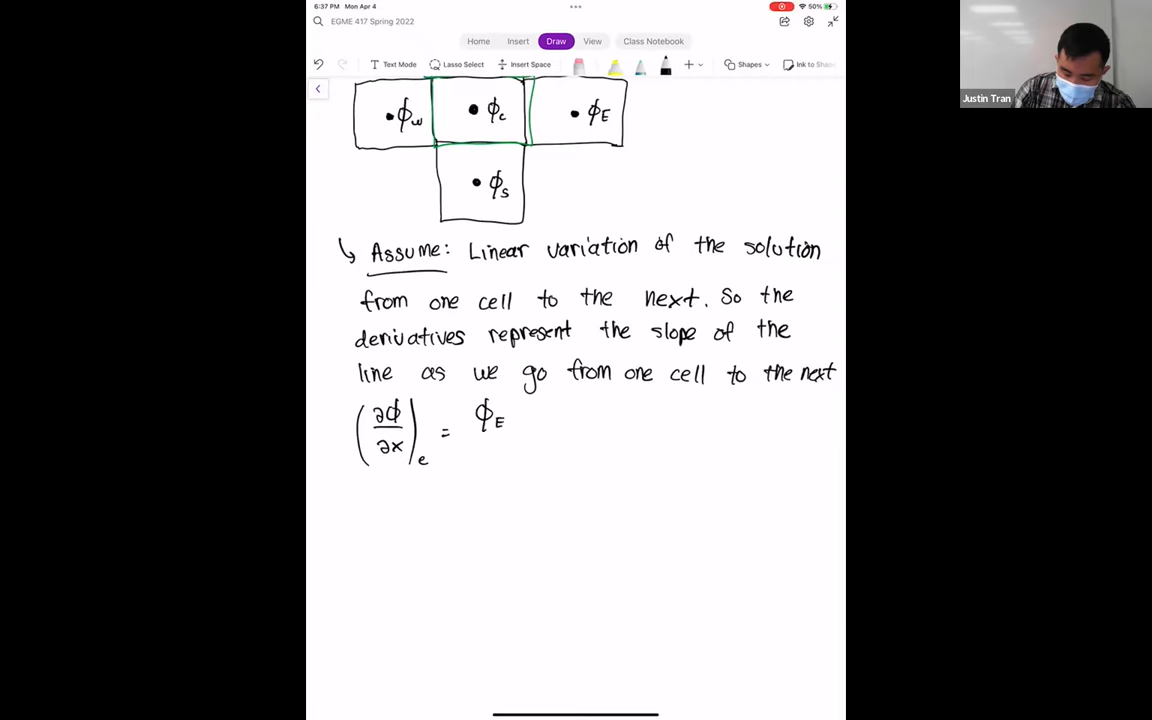 6:37 PM Mon Apr 4
50%
EGME 417 Spring 2022
Home Insert Draw View Class Notebook
Text Mode Lasso Select Insert Space Shapes Ink to Shape
Justin Tran
ϕw ϕc ϕE
ϕs
↳ Assume: Linear variation of the solution
from one cell to the next. So the
derivatives represent the slope of the
line as we go from one cell to the next
(∂ϕ/∂x)e = ϕE